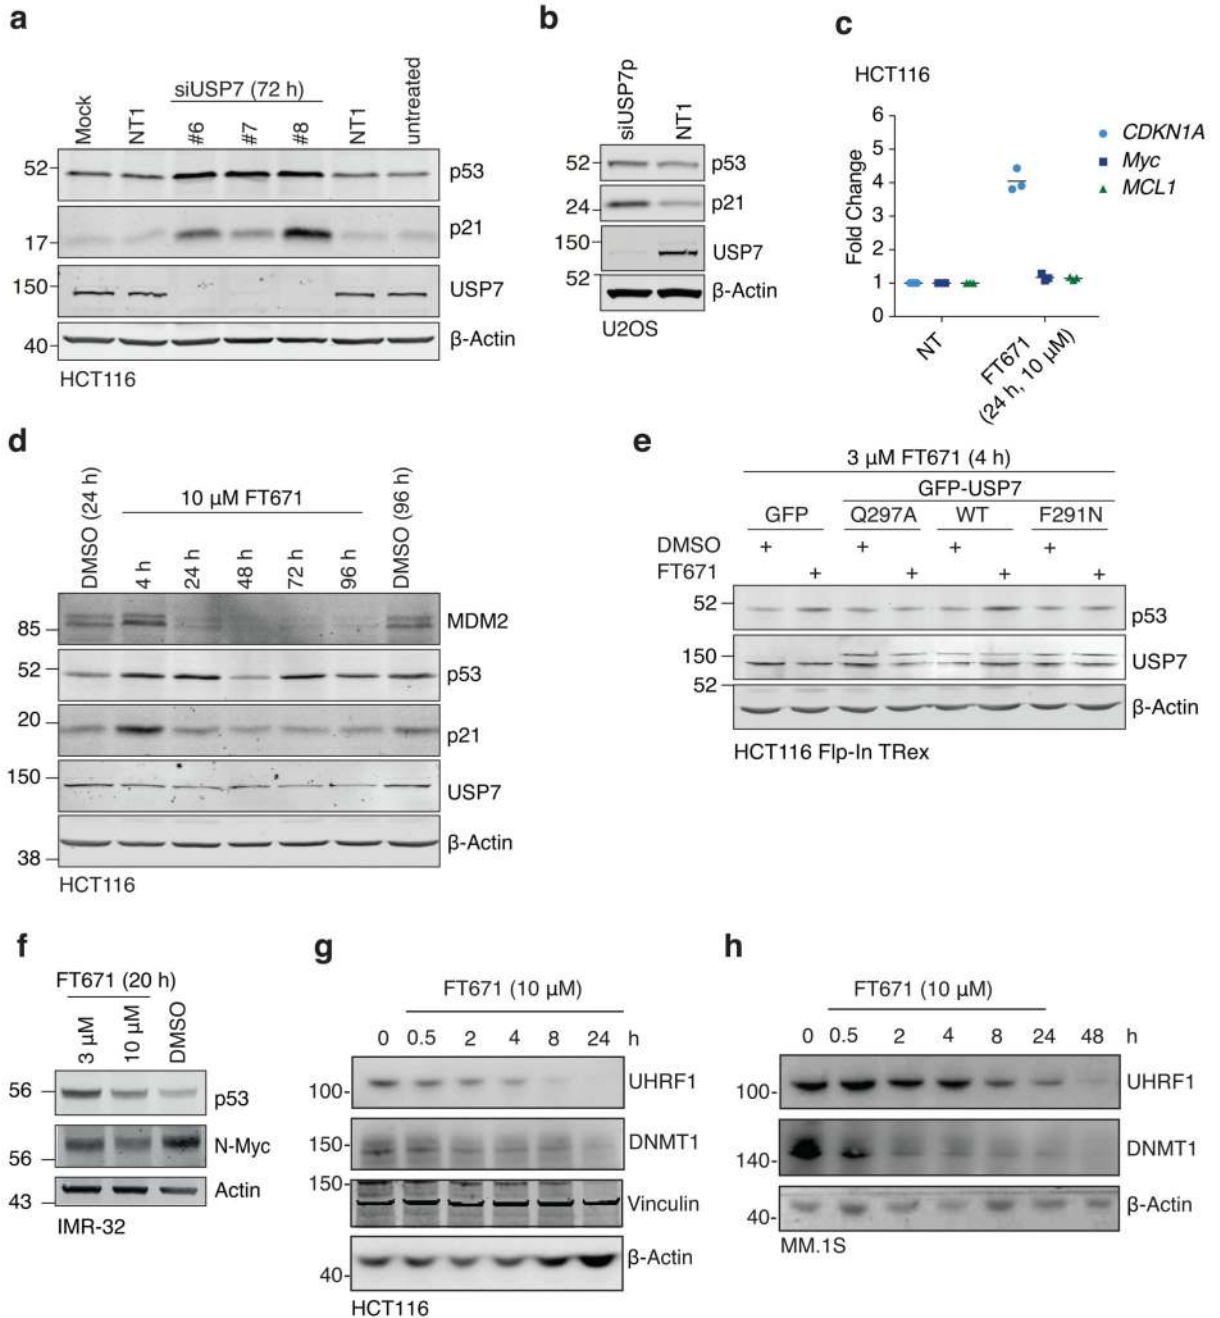 a
siUSP7 (72 h)
Mock
NT1
#6
#7
#8
NT1
untreated
52
p53
17
p21
150
USP7
40
β-Actin
HCT116
b
siUSP7p
NT1
52
p53
24
p21
150
USP7
52
β-Actin
U2OS
c
HCT116
Fold Change
6
5
4
3
2
1
0
NT
FT671
(24 h, 10 µM)
CDKN1A
Myc
MCL1
d
DMSO (24 h)
10 µM FT671
4 h
24 h
48 h
72 h
96 h
DMSO (96 h)
85
MDM2
52
p53
20
p21
150
USP7
38
β-Actin
HCT116
e
3 µM FT671 (4 h)
GFP-USP7
GFP Q297A WT F291N
DMSO + + + +
FT671 + + + +
52
p53
150
USP7
52
β-Actin
HCT116 Flp-In TRex
f
FT671 (20 h)
3 µM
10 µM
DMSO
56
p53
N-Myc
56
Actin
43
IMR-32
g
FT671 (10 µM)
0 0.5 2 4 8 24 h
100-
UHRF1
150-
DNMT1
150
Vinculin
β-Actin
40-
HCT116
h
FT671 (10 µM)
0 0.5 2 4 8 24 48 h
100-
UHRF1
140-
DNMT1
40-
β-Actin
MM.1S